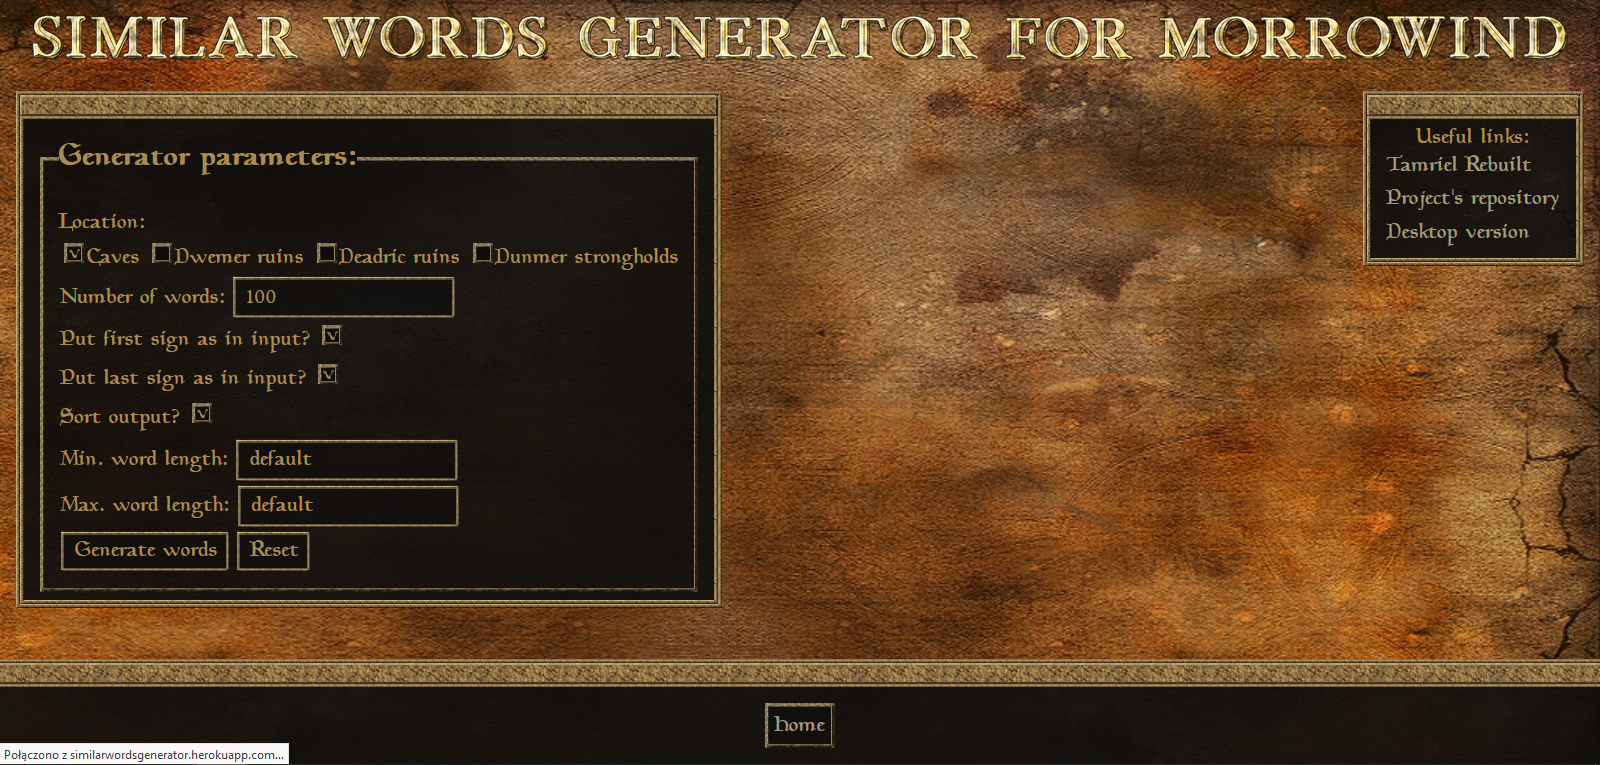 SIMILAR WORDS GENERATOR FOR MORROWIND
Generator parameters:
Location:
Caves Dwemer ruins Deadric ruins Dunmer strongholds
Number of words: 100
Put first sign as in input?
Put last sign as in input?
Sort output?
Min. word length: default
Max. word length: default
Generate words Reset
Useful links:
Tamriel Rebuilt
Project's repository
Desktop version
home
Połączono z similarwordsgenerator.herokuapp.com...